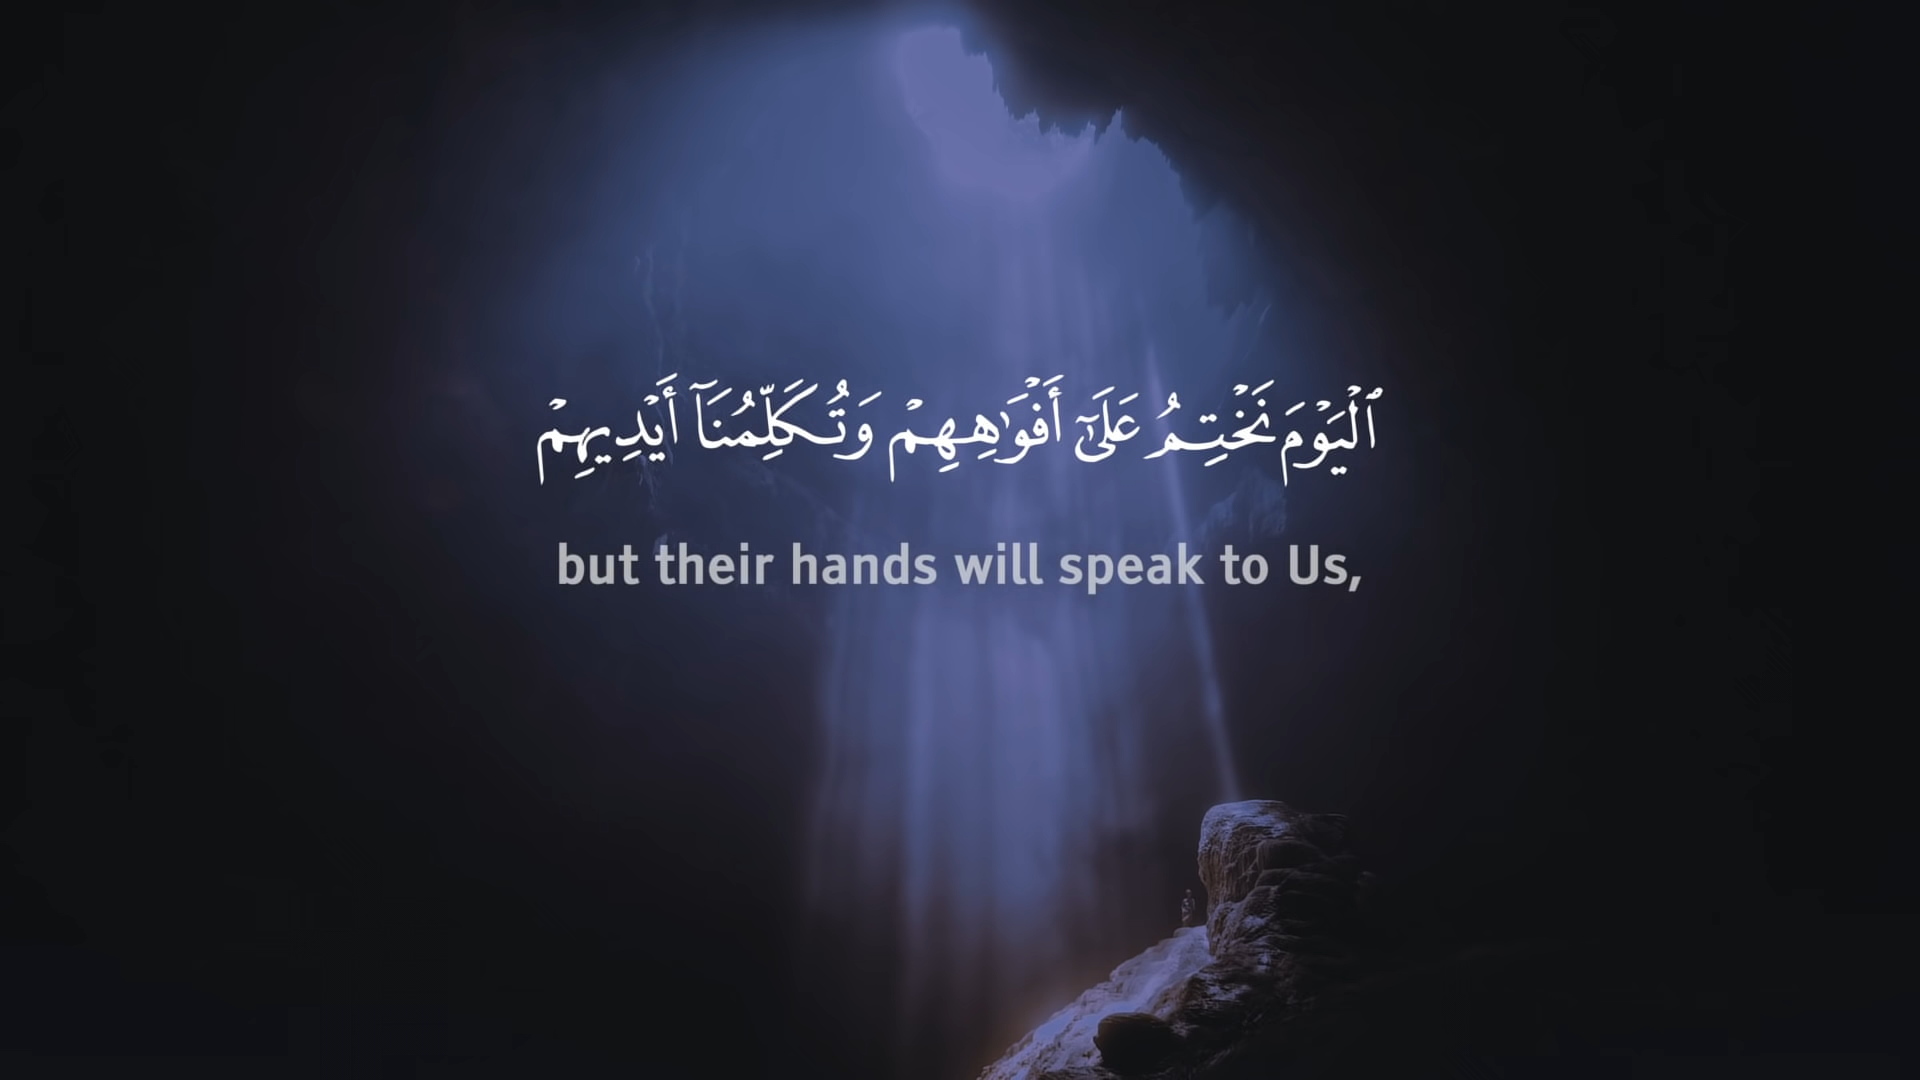 ٱلْيَوْمَ نَخْتِمُ عَلَىٰٓ أَفْوَٰهِهِمْ وَتُكَلِّمُنَآ أَيْدِيهِمْ
but their hands will speak to Us,